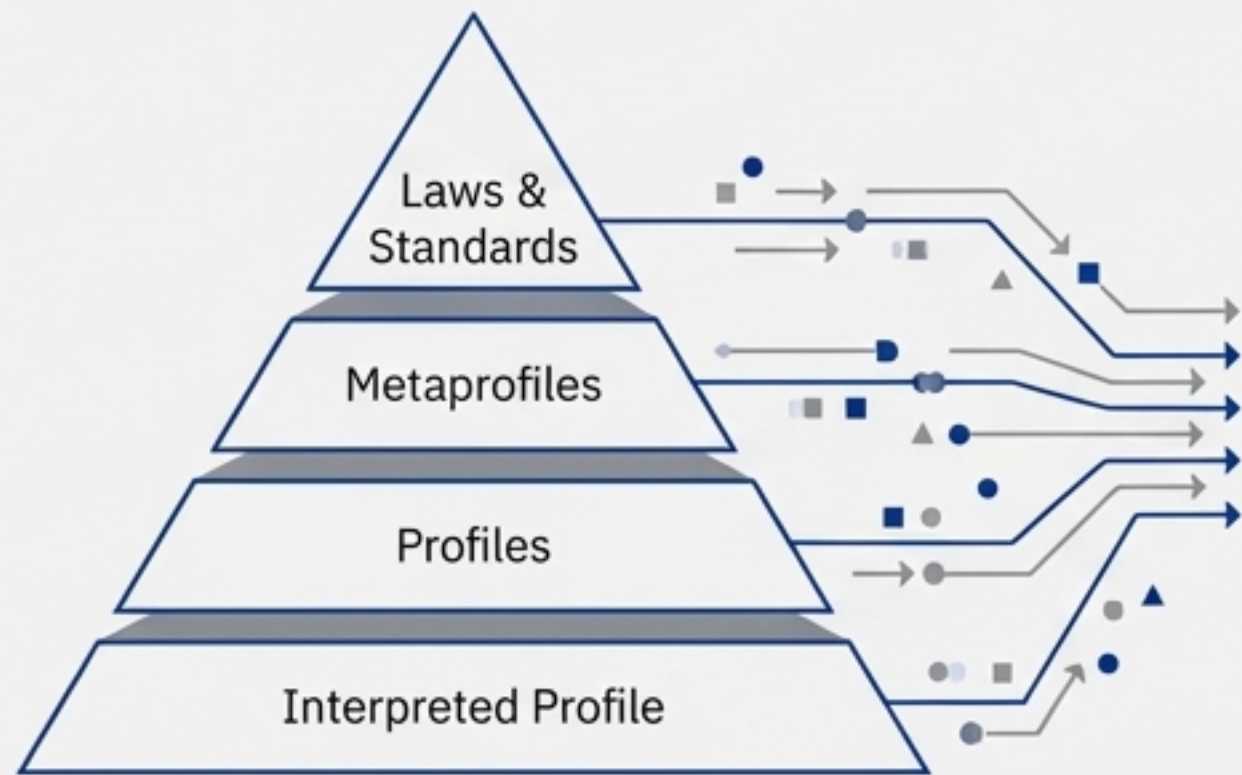 Laws &
Standards
Metaprofiles
Profiles
Interpreted Profile